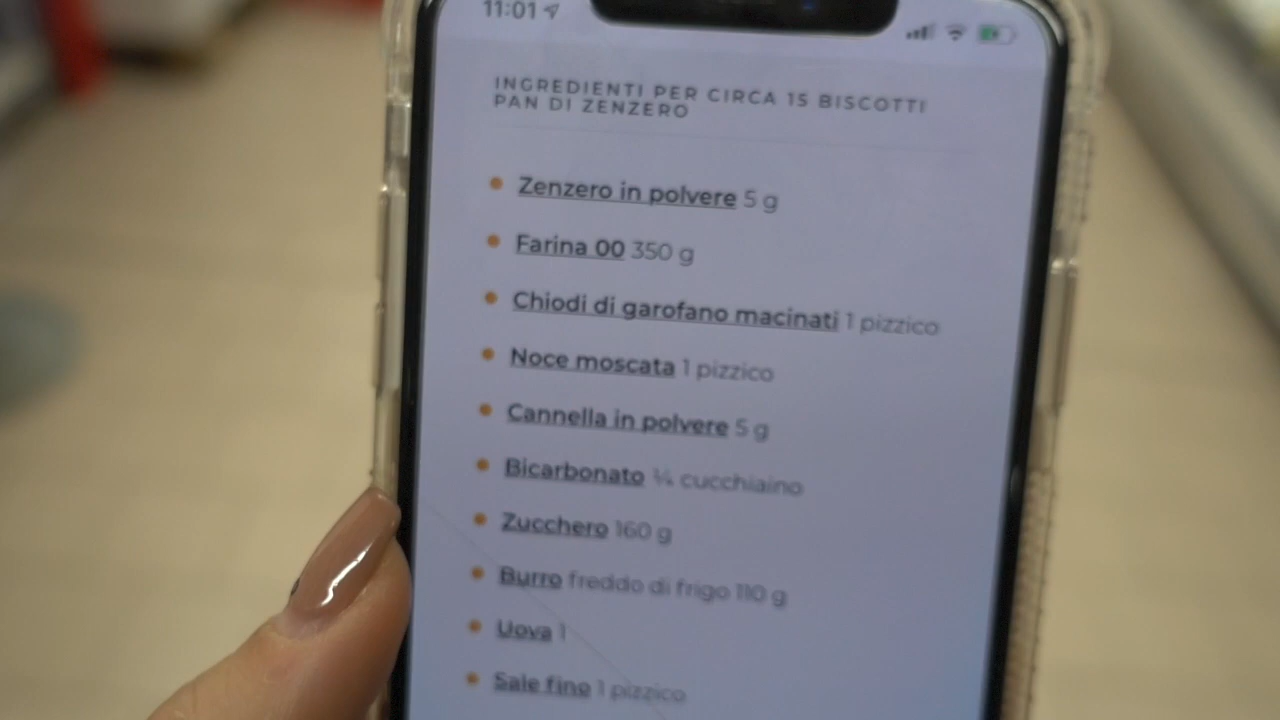 11:01
INGREDIENTI PER CIRCA 15 BISCOTTI
PAN DI ZENZERO
Zenzero in polvere 5 g
Farina 00 350 g
Chiodi di garofano macinati 1 pizzico
Noce moscata 1 pizzico
Cannella in polvere 5 g
Bicarbonato ¼ cucchiaino
Zucchero 160 g
Burro freddo di frigo 110 g
Uova 1
Sale fino 1 pizzico